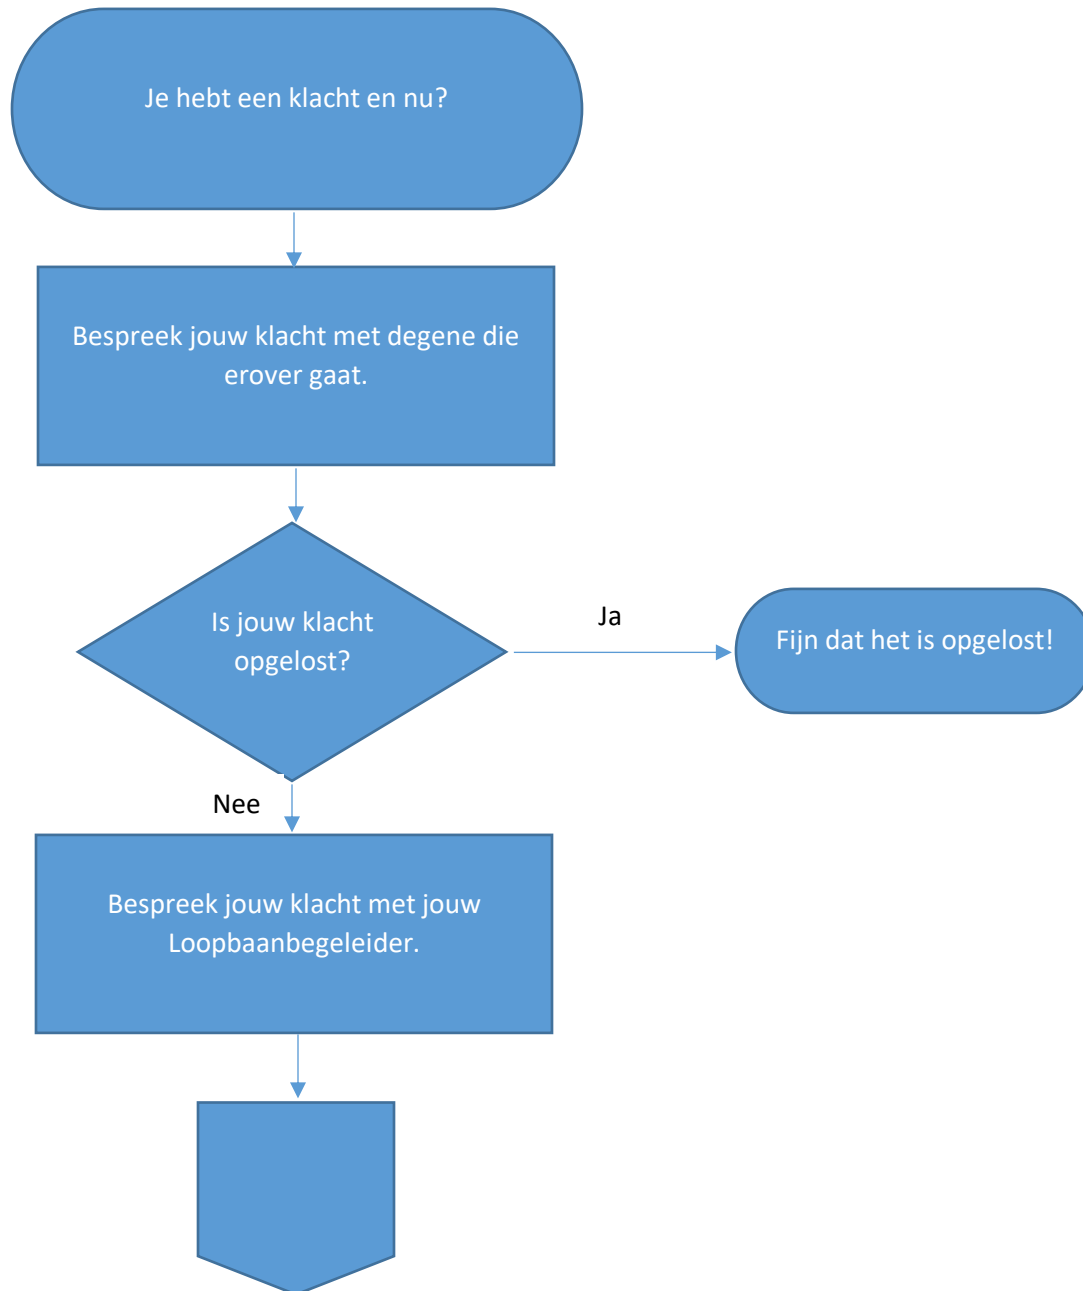 Je hebt een klacht en nu?
Bespreek jouw klacht met degene die
erover gaat.
Is jouw klacht
opgelost?
Ja
Fijn dat het is opgelost!
Nee
Bespreek jouw klacht met jouw
Loopbaanbegeleider.